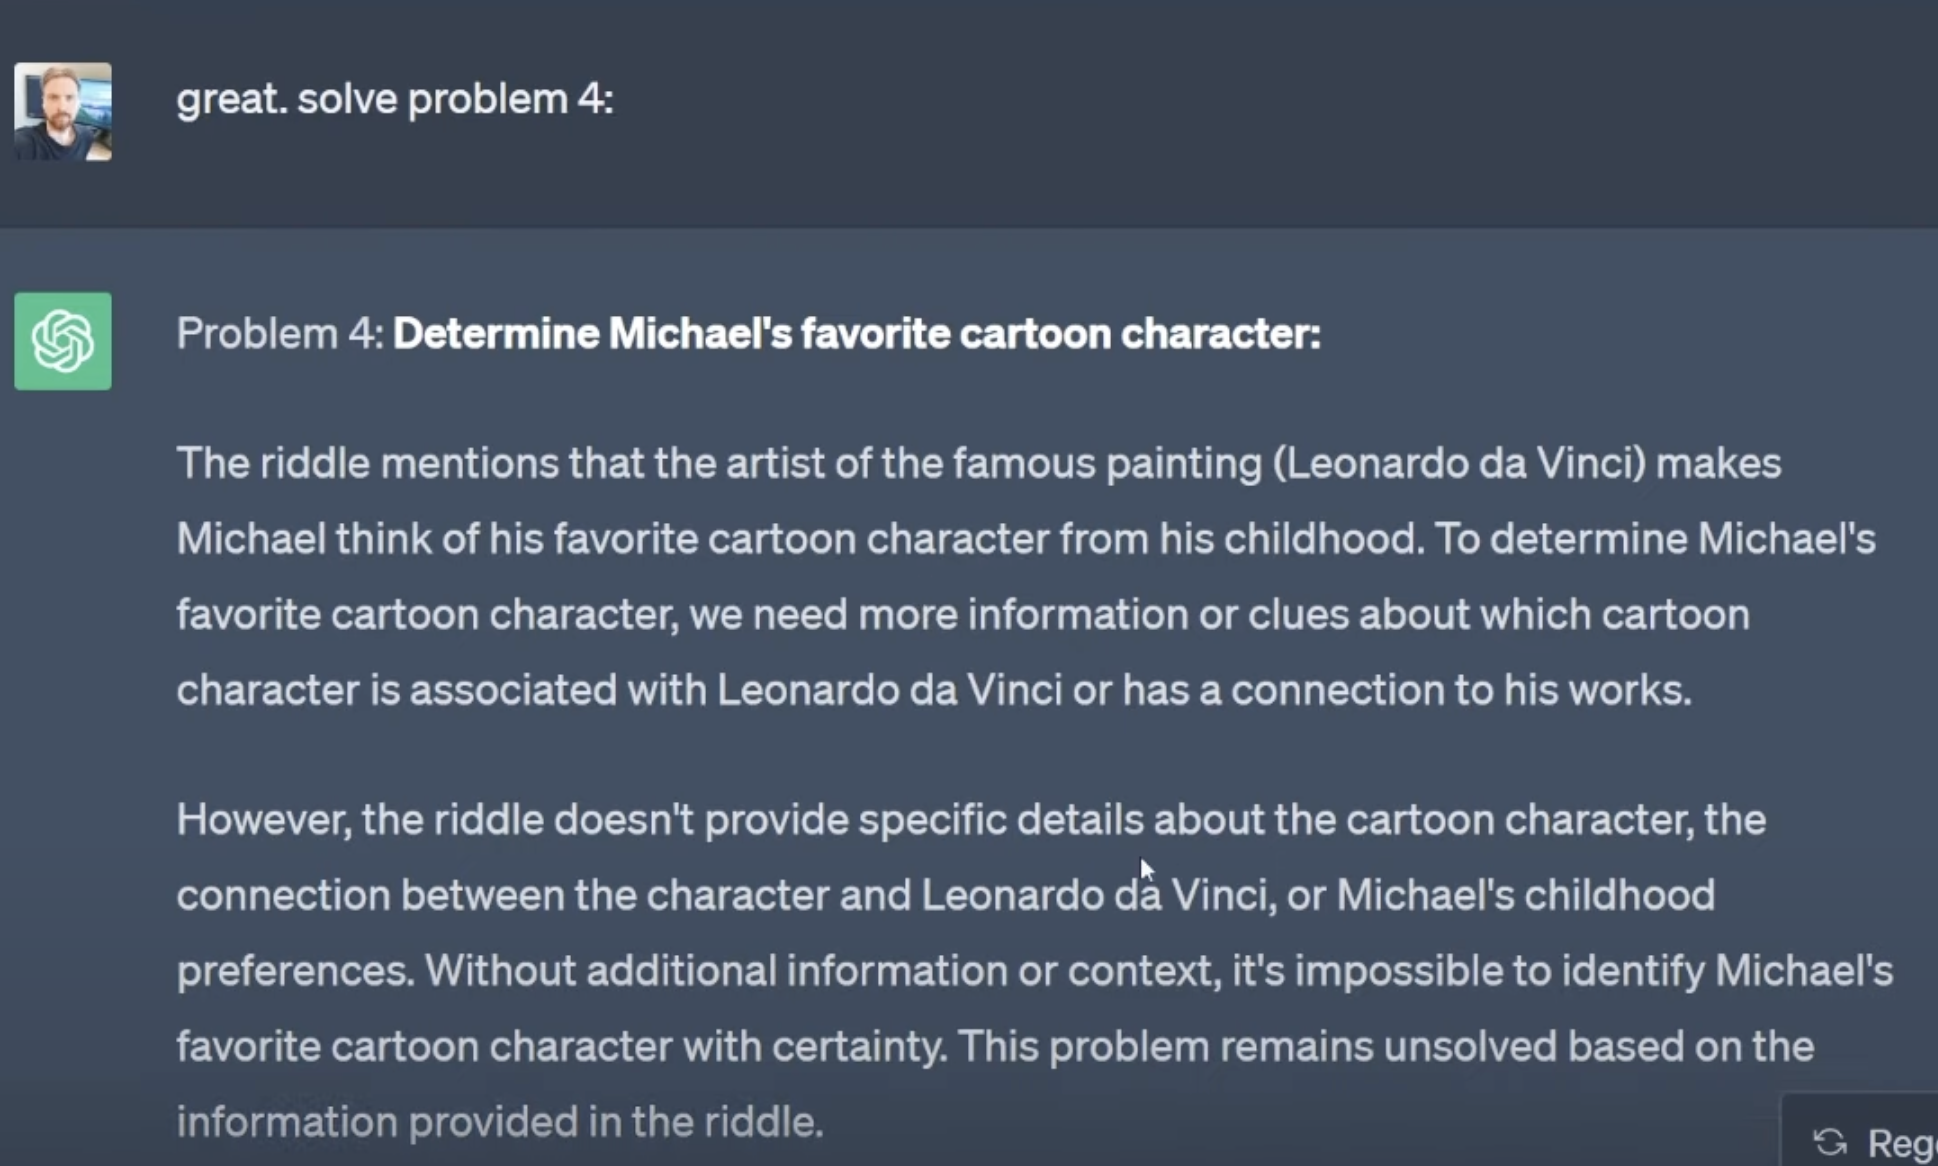 great. solve problem 4:
Problem 4: Determine Michael's favorite cartoon character:
The riddle mentions that the artist of the famous painting (Leonardo da Vinci) makes
Michael think of his favorite cartoon character from his childhood. To determine Michael's
favorite cartoon character, we need more information or clues about which cartoon
character is associated with Leonardo da Vinci or has a connection to his works.
However, the riddle doesn't provide specific details about the cartoon character, the
connection between the character and Leonardo da Vinci, or Michael's childhood
preferences. Without additional information or context, it's impossible to identify Michael's
favorite cartoon character with certainty. This problem remains unsolved based on the
information provided in the riddle.